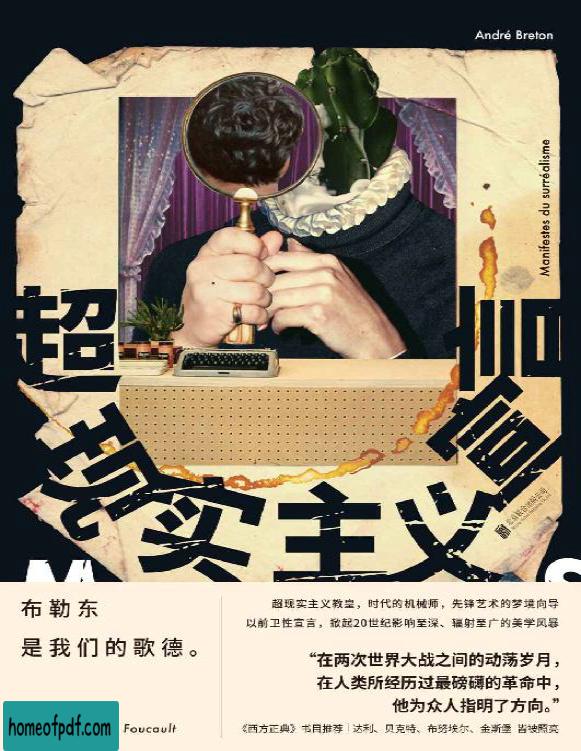 André Breton
Manifestes du surréalisme
超现实主义宣言
布勒东
是我们的歌德。
Foucault
超现实主义教皇，时代的机械师，先锋艺术的梦境向导
以前卫性宣言，掀起20世纪影响至深、辐射至广的美学风暴
“在两次世界大战之间的动荡岁月，
在人类所经历过最磅礴的革命中，
他为众人指明了方向。”
《西方正典》书目推荐｜达利、贝克特、布努埃尔、金斯堡 皆被照亮
homeofpdf.com